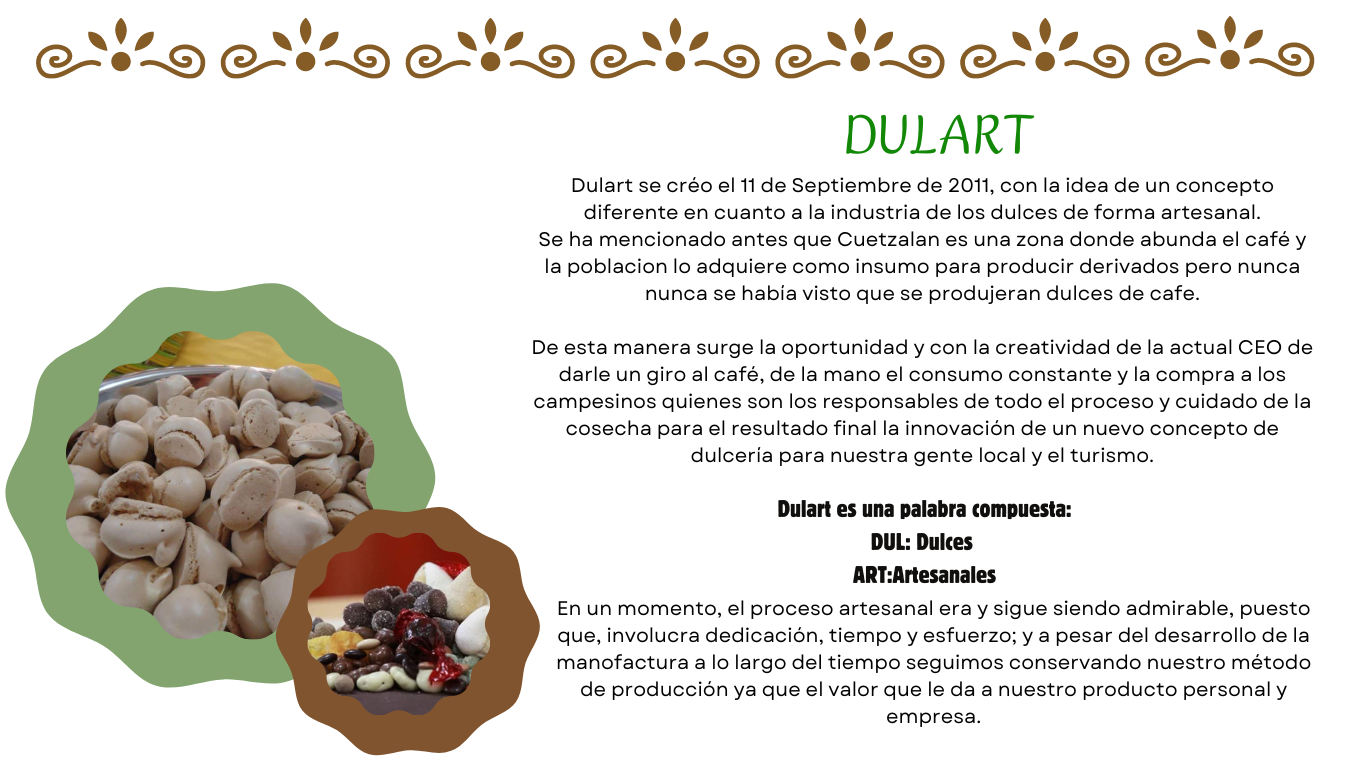 DULART
Dulart se créo el 11 de Septiembre de 2011, con la idea de un concepto
diferente en cuanto a la industria de los dulces de forma artesanal.
Se ha mencionado antes que Cuetzalan es una zona donde abunda el café y
la poblacion lo adquiere como insumo para producir derivados pero nunca
nunca se había visto que se produjeran dulces de cafe.
De esta manera surge la oportunidad y con la creatividad de la actual CEO de
darle un giro al café, de la mano el consumo constante y la compra a los
campesinos quienes son los responsables de todo el proceso y cuidado de la
cosecha para el resultado final la innovación de un nuevo concepto de
dulcería para nuestra gente local y el turismo.
Dulart es una palabra compuesta:
DUL: Dulces
ART:Artesanales
En un momento, el proceso artesanal era y sigue siendo admirable, puesto
que, involucra dedicación, tiempo y esfuerzo; y a pesar del desarrollo de la
manofactura a lo largo del tiempo seguimos conservando nuestro método
de producción ya que el valor que le da a nuestro producto personal y
empresa.